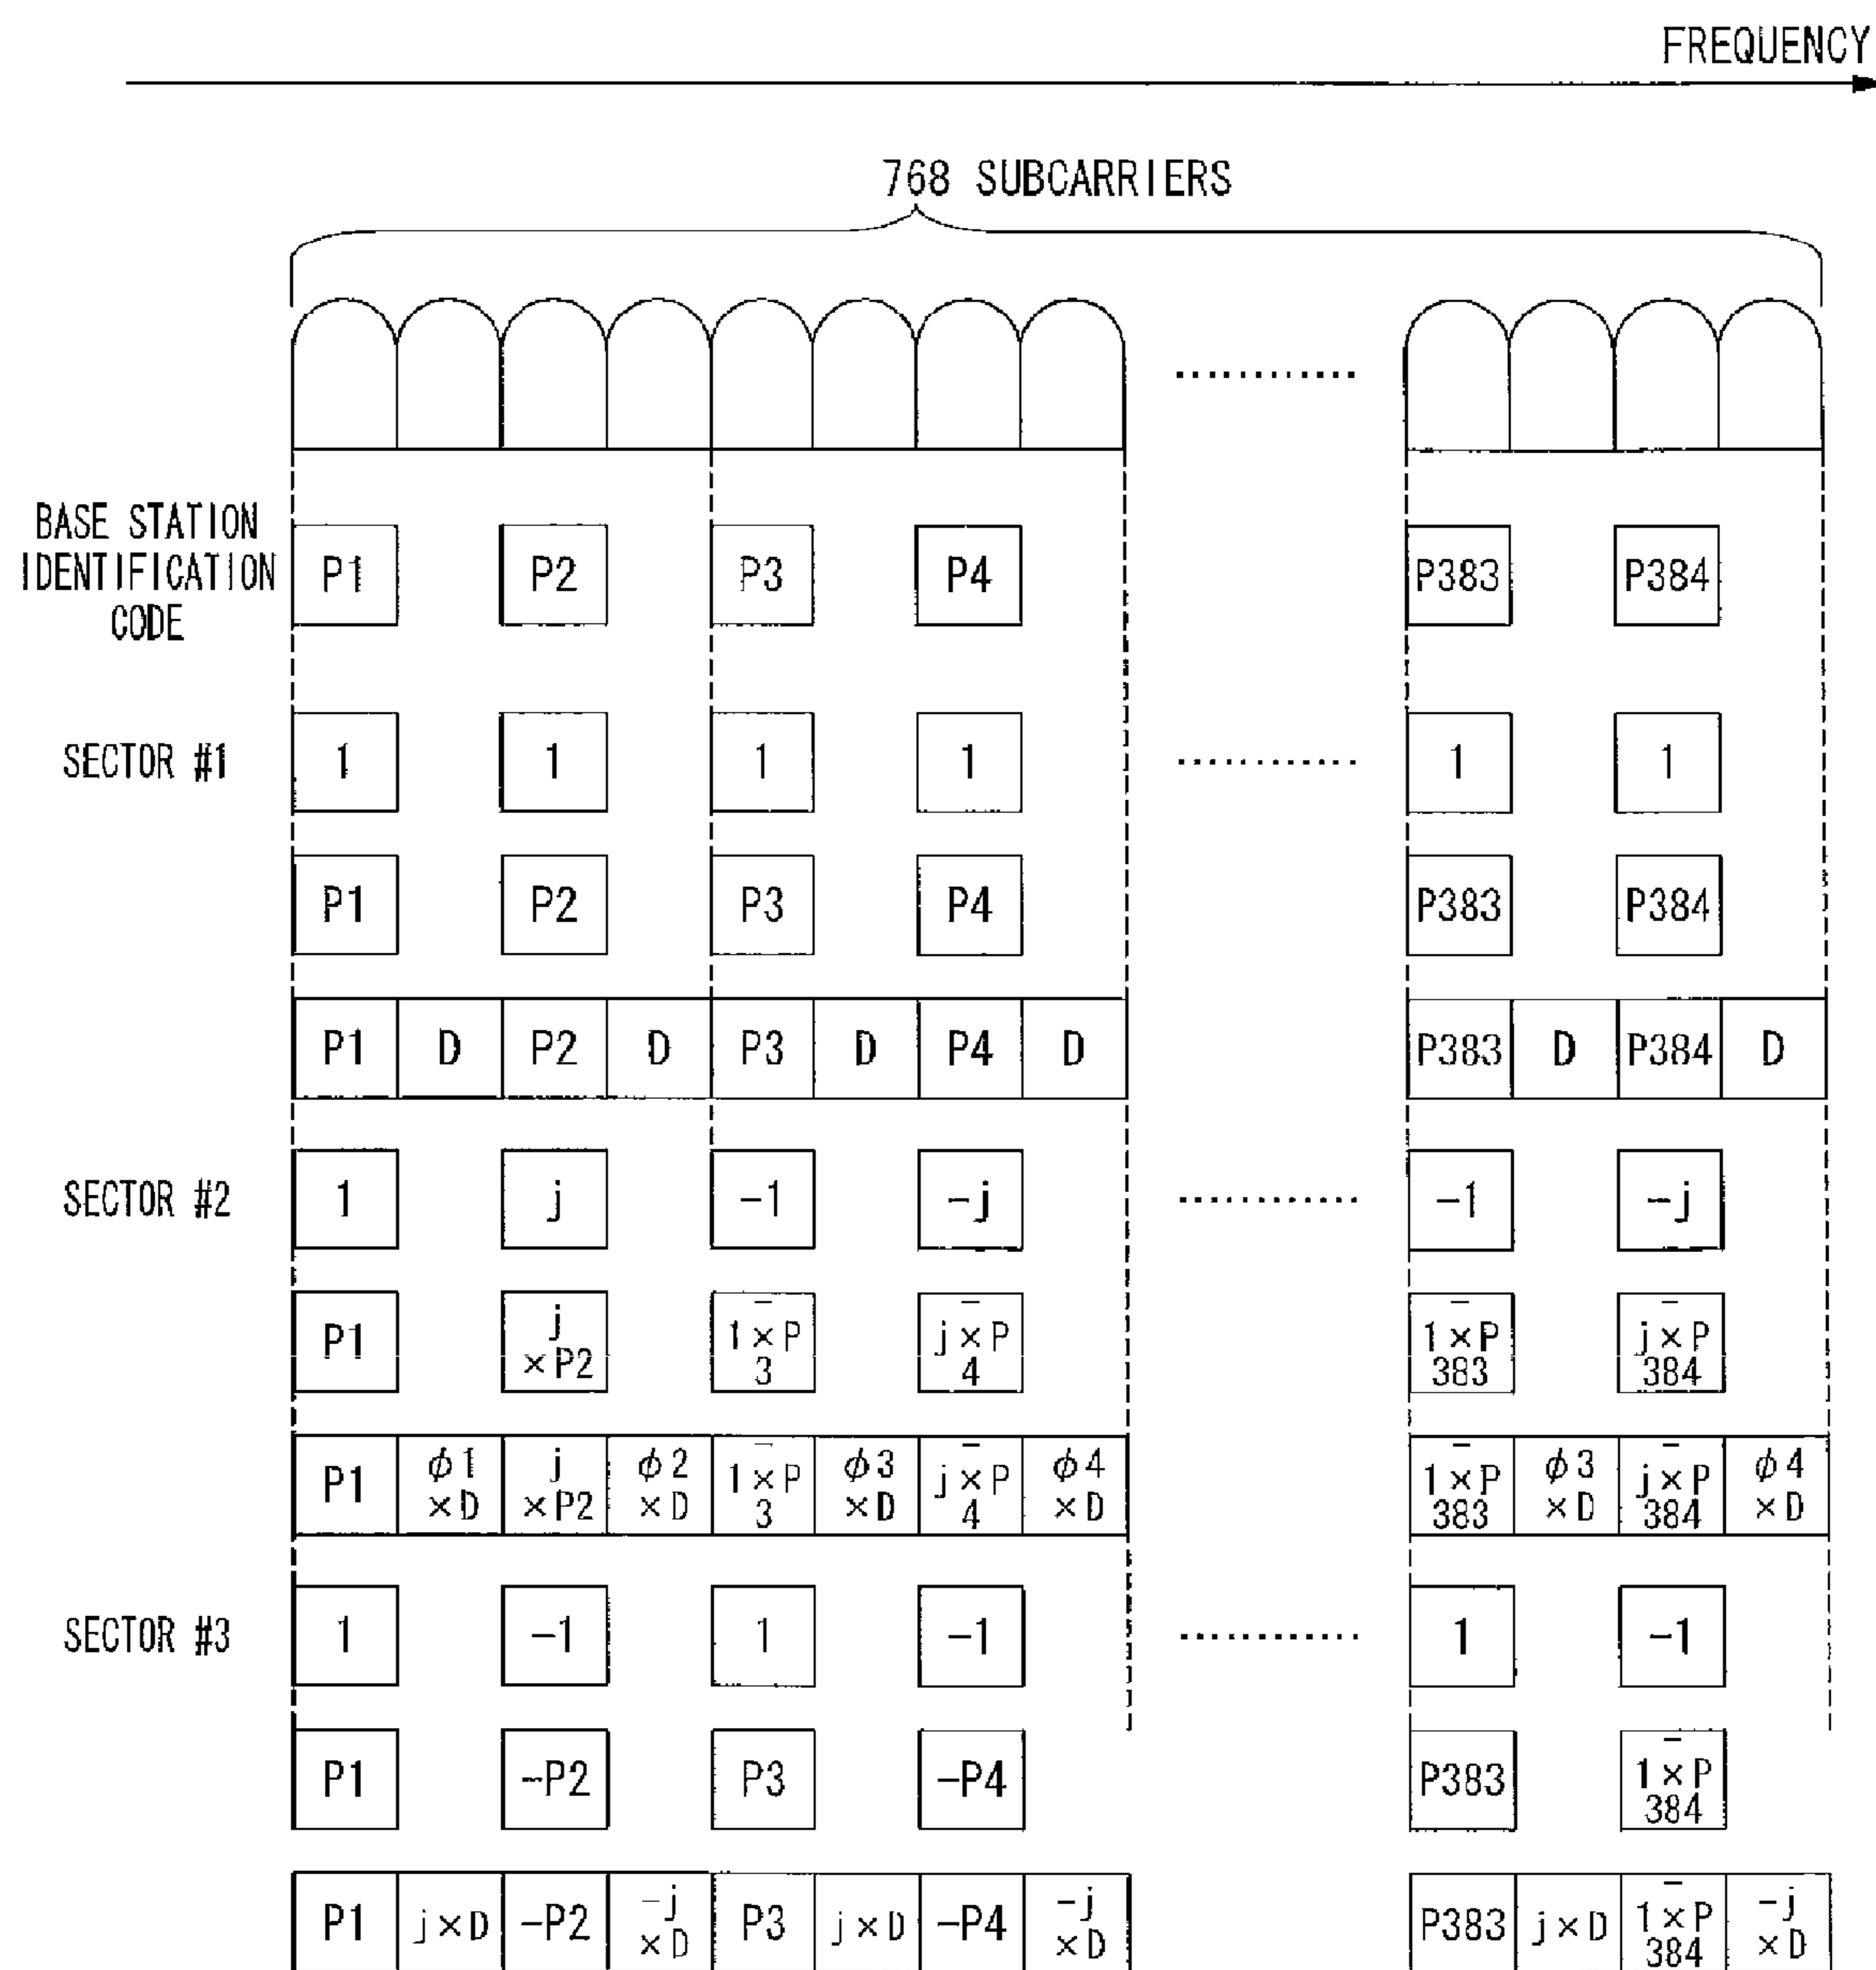 FREQUENCY
768 SUBCARRIERS
............
BASE STATION
IDENTIFICATION
CODE
P1 P2 P3 P4 P383 P384
SECTOR #1 1 1 1 1 ............ 1 1
P1 P2 P3 P4 P383 P384
P1 D P2 D P3 D P4 D P383 D P384 D
SECTOR #2 1 j -1 -j ............ -1 -j
P1 j ×P2 - 1×P 3 - j×P 4 - 1×P 383 - j×P 384
P1 φ1 ×D j ×P2 φ2 ×D - 1×P 3 φ3 ×D - j×P 4 φ4 ×D - 1×P 383 φ3 ×D - j×P 384 φ4 ×D
SECTOR #3 1 -1 1 -1 ............ 1 -1
P1 -P2 P3 -P4 P383 - 1×P 384
P1 j×D -P2 -j ×D P3 j×D -P4 -j ×D P383 j×D - 1×P 384 -j ×D